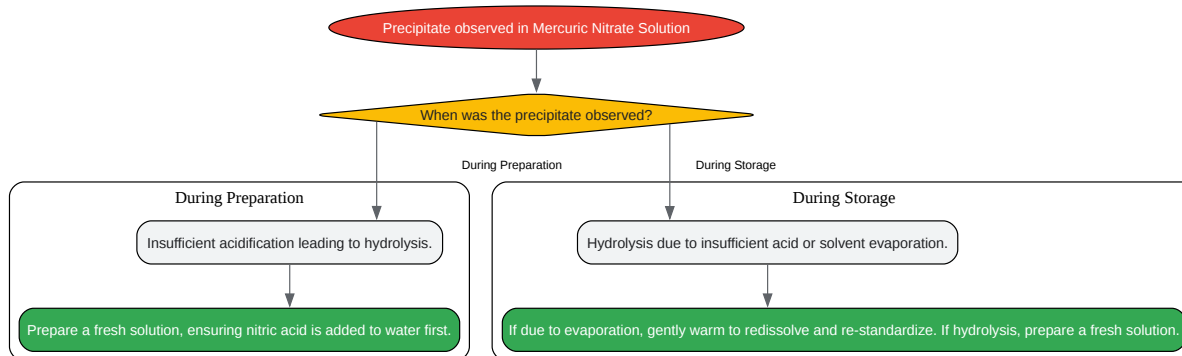 Precipitate observed in Mercuric Nitrate Solution
When was the precipitate observed?
During Preparation
During Storage
During Preparation
Insufficient acidification leading to hydrolysis.
Prepare a fresh solution, ensuring nitric acid is added to water first.
During Storage
Hydrolysis due to insufficient acid or solvent evaporation.
If due to evaporation, gently warm to redissolve and re-standardize. If hydrolysis, prepare a fresh solution.